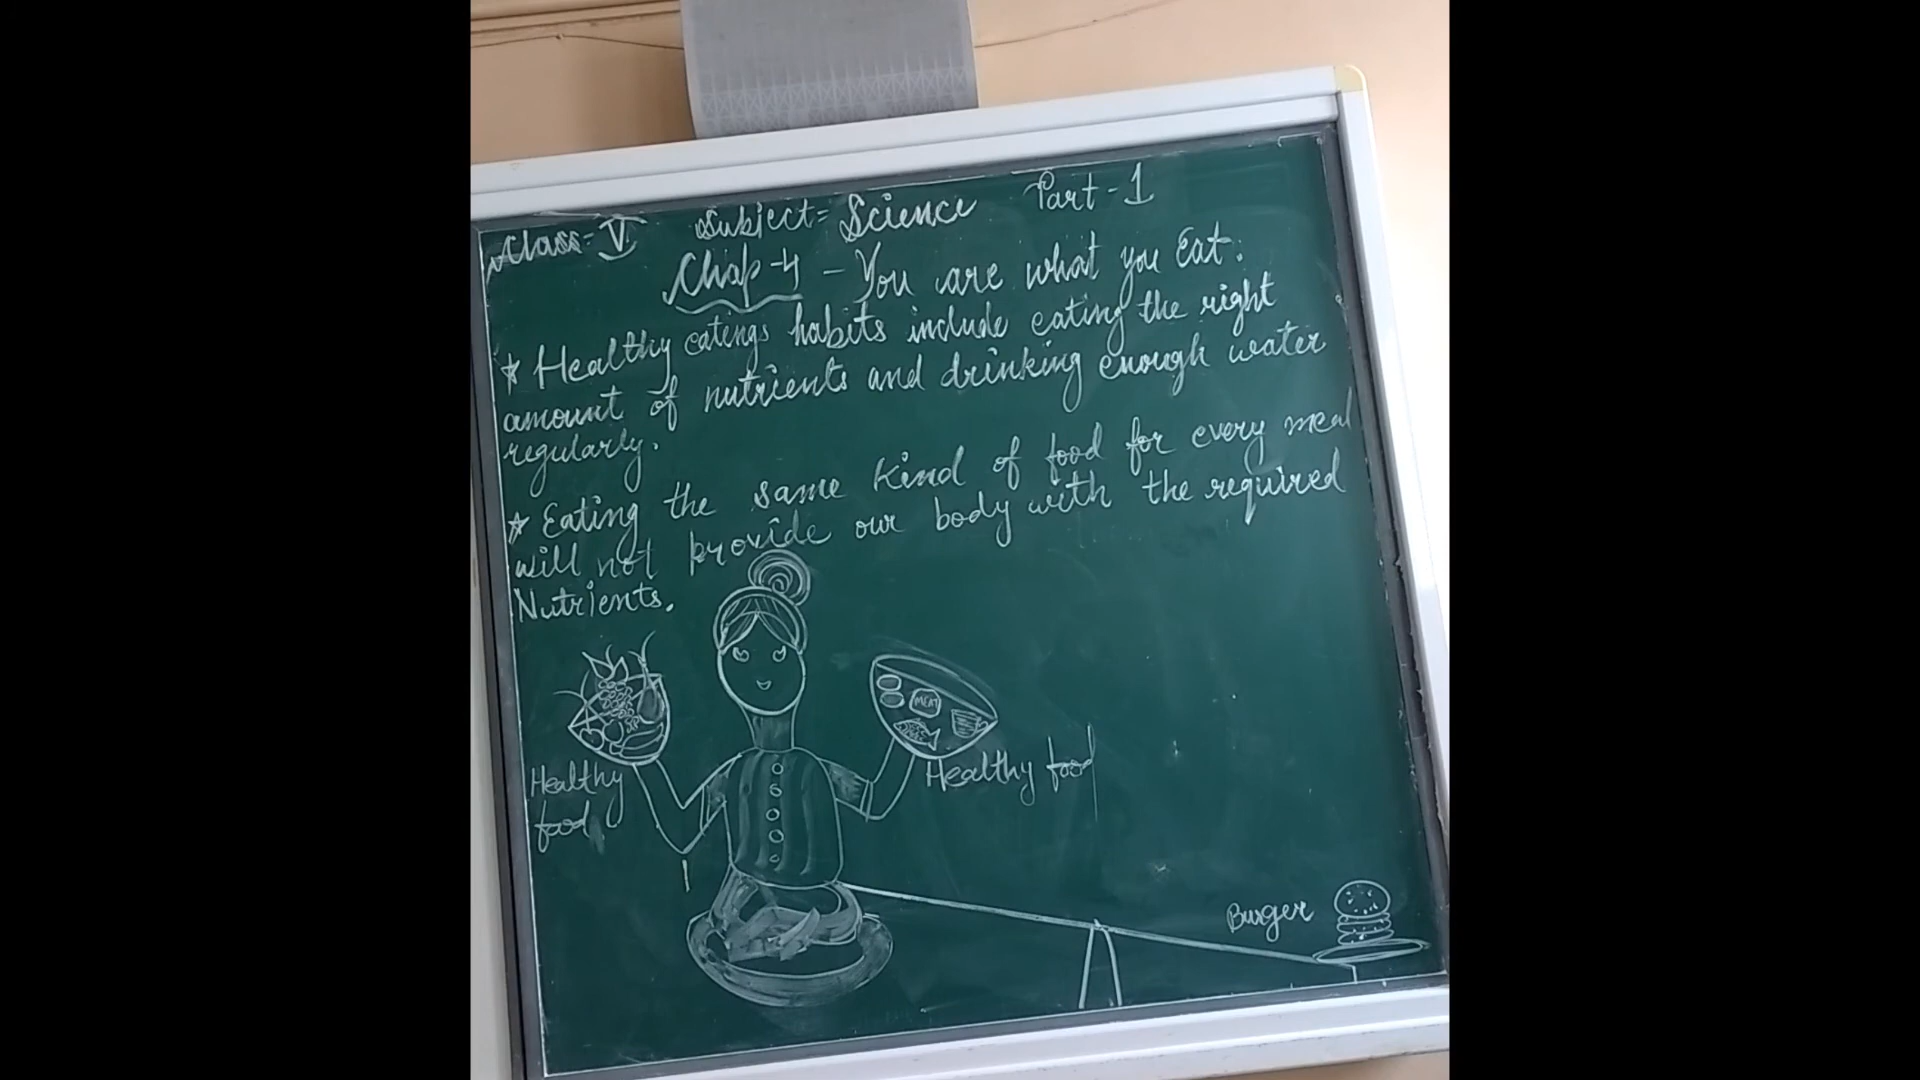 Class- V Subject= Science Part-1
Chap-4 - You are what you Eat.
* Healthy eatings habits include eating the right
amount of nutrients and drinking enough water
regularly.
* Eating the same kind of food for every meal
will not provide our body with the required
Nutrients.
MEAT
Healthy
food.
Healthy food
Burger